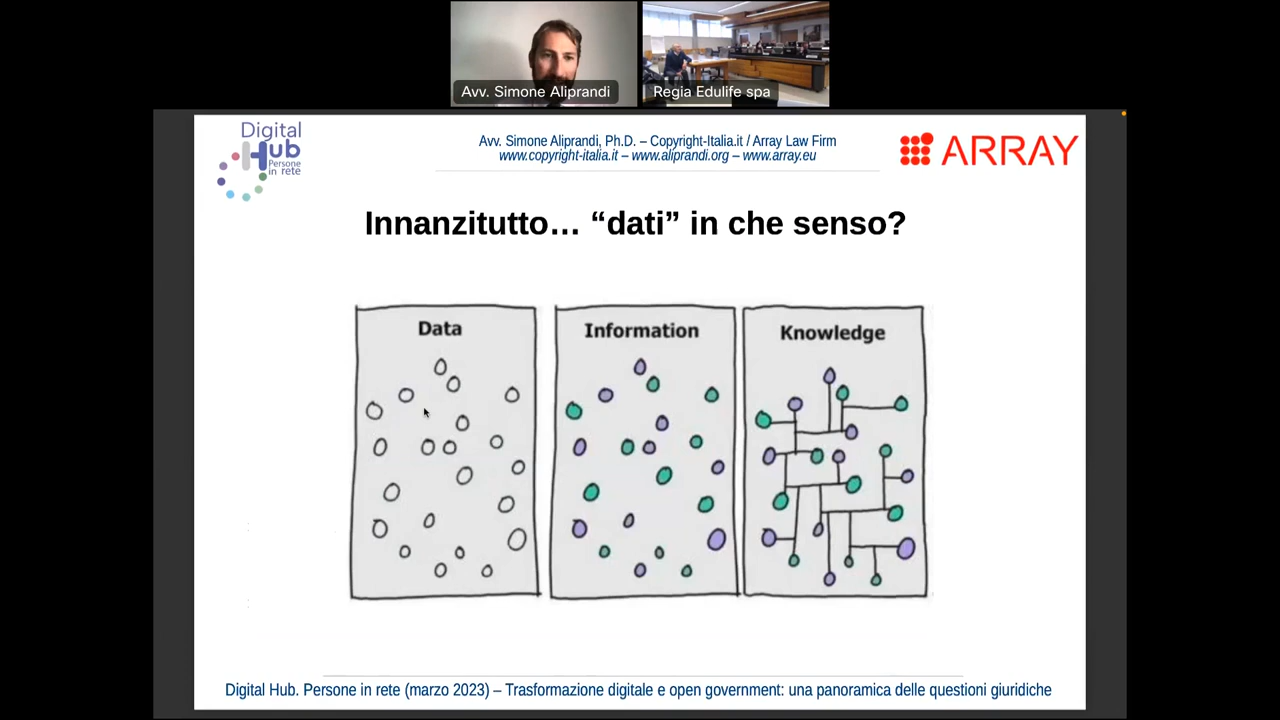 Avv. Simone Aliprandi
Regia Edulife spa
Digital
Hub
Persone
in rete
Avv. Simone Aliprandi, Ph.D. – Copyright-Italia.it / Array Law Firm
www.copyright-italia.it – www.aliprandi.org – www.array.eu
ARRAY
Innanzitutto… “dati” in che senso?
Data
Information
Knowledge
Digital Hub. Persone in rete (marzo 2023) – Trasformazione digitale e open government: una panoramica delle questioni giuridiche